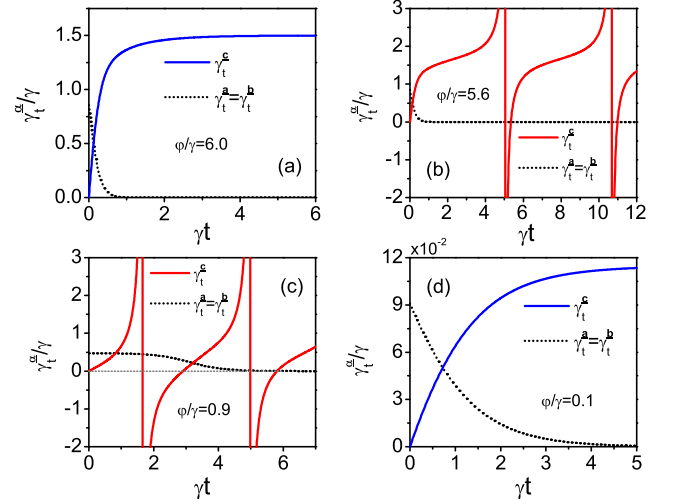 1.5
1.0
0.5
0.0
γ_t^α/γ
γ_t^c
γ_t^a=γ_t^b
φ/γ=6.0
(a)
0 2 4 6
γt
3
2
1
0
-1
-2
φ/γ=5.6
γ_t^c
γ_t^a=γ_t^b
(b)
0 2 4 6 8 10 12
γt
3
2
1
0
-1
-2
γ_t^α/γ
γ_t^c
γ_t^a=γ_t^b
(c)
φ/γ=0.9
0 2 4 6
γt
x10^-2
12
9
6
3
0
γ_t^α/γ
(d)
γ_t^c
γ_t^a=γ_t^b
φ/γ=0.1
0 1 2 3 4 5
γt